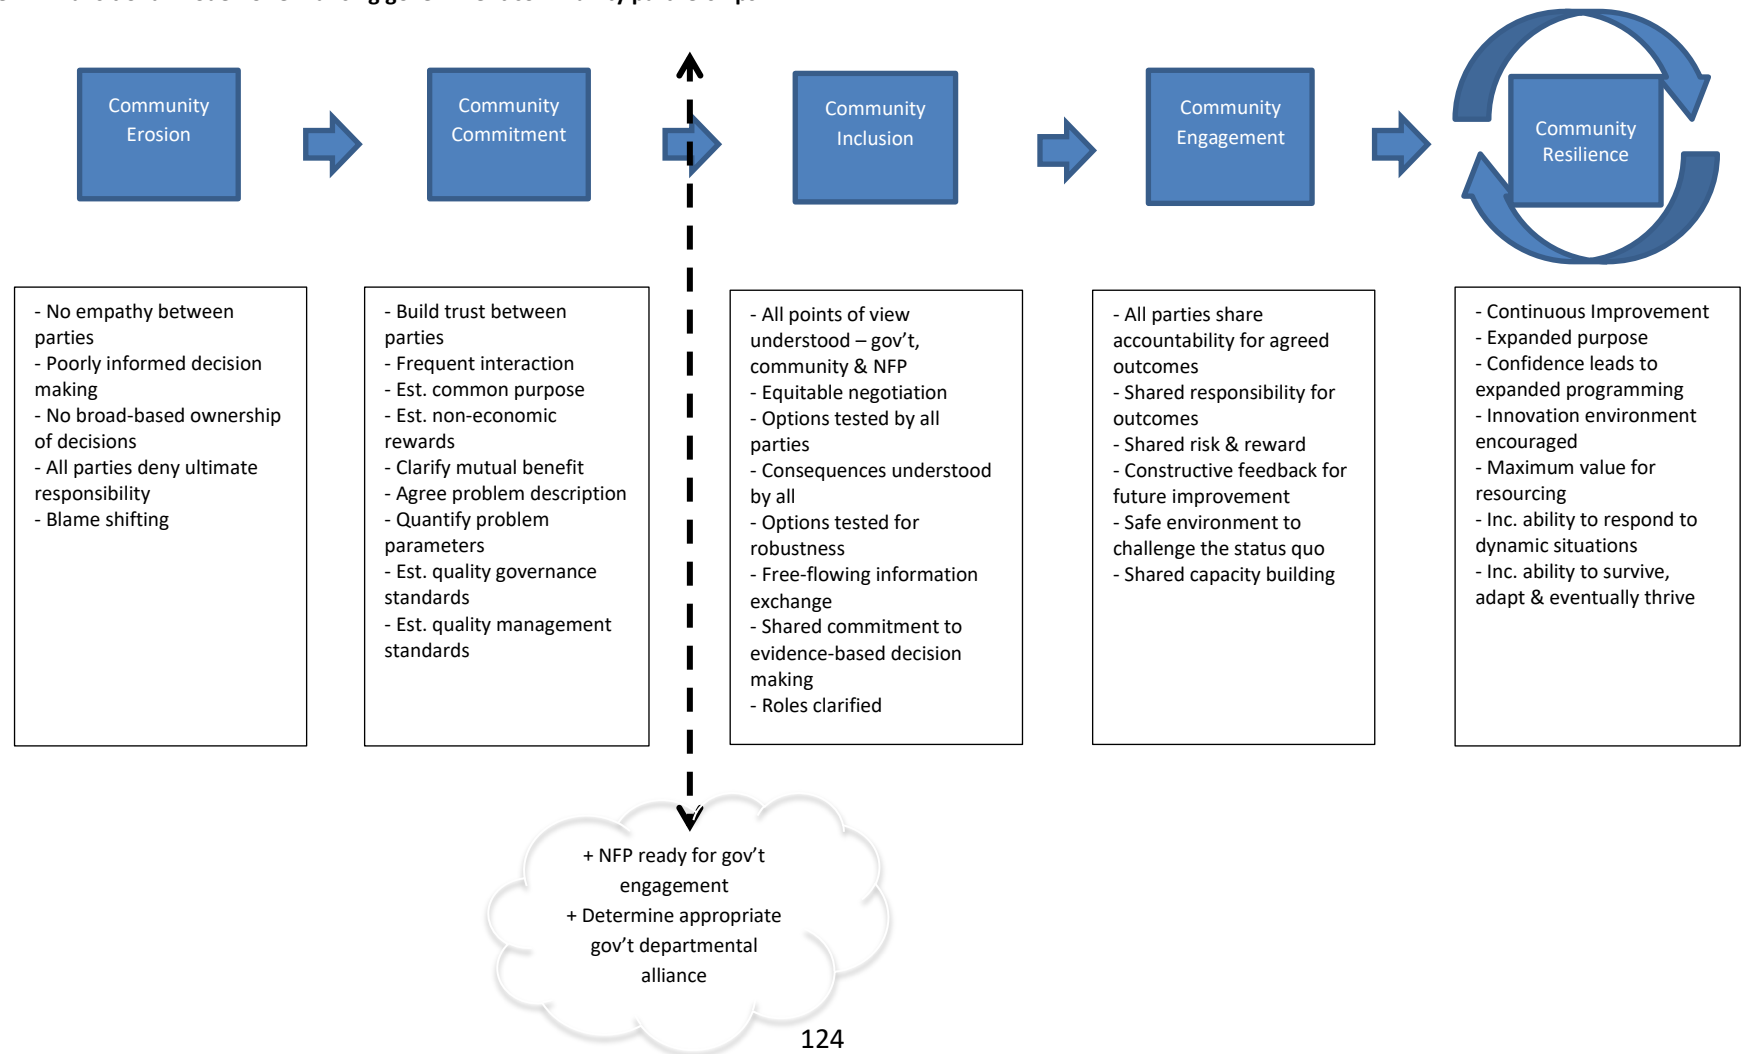 Community
Erosion
Community
Commitment
Community
Inclusion
Community
Engagement
Community
Resilience
- No empathy between
parties
- Poorly informed decision
making
- No broad-based ownership
of decisions
- All parties deny ultimate
responsibility
- Blame shifting
- Build trust between
parties
- Frequent interaction
- Est. common purpose
- Est. non-economic
rewards
- Clarify mutual benefit
- Agree problem description
- Quantify problem
parameters
- Est. quality governance
standards
- Est. quality management
standards
- All points of view
understood – gov’t,
community & NFP
- Equitable negotiation
- Options tested by all
parties
- Consequences understood
by all
- Options tested for
robustness
- Free-flowing information
exchange
- Shared commitment to
evidence-based decision
making
- Roles clarified
- All parties share
accountability for agreed
outcomes
- Shared responsibility for
outcomes
- Shared risk & reward
- Constructive feedback for
future improvement
- Safe environment to
challenge the status quo
- Shared capacity building
- Continuous Improvement
- Expanded purpose
- Confidence leads to
expanded programming
- Innovation environment
encouraged
- Maximum value for
resourcing
- Inc. ability to respond to
dynamic situations
- Inc. ability to survive,
adapt & eventually thrive
+ NFP ready for gov’t
engagement
+ Determine appropriate
gov’t departmental
alliance
124